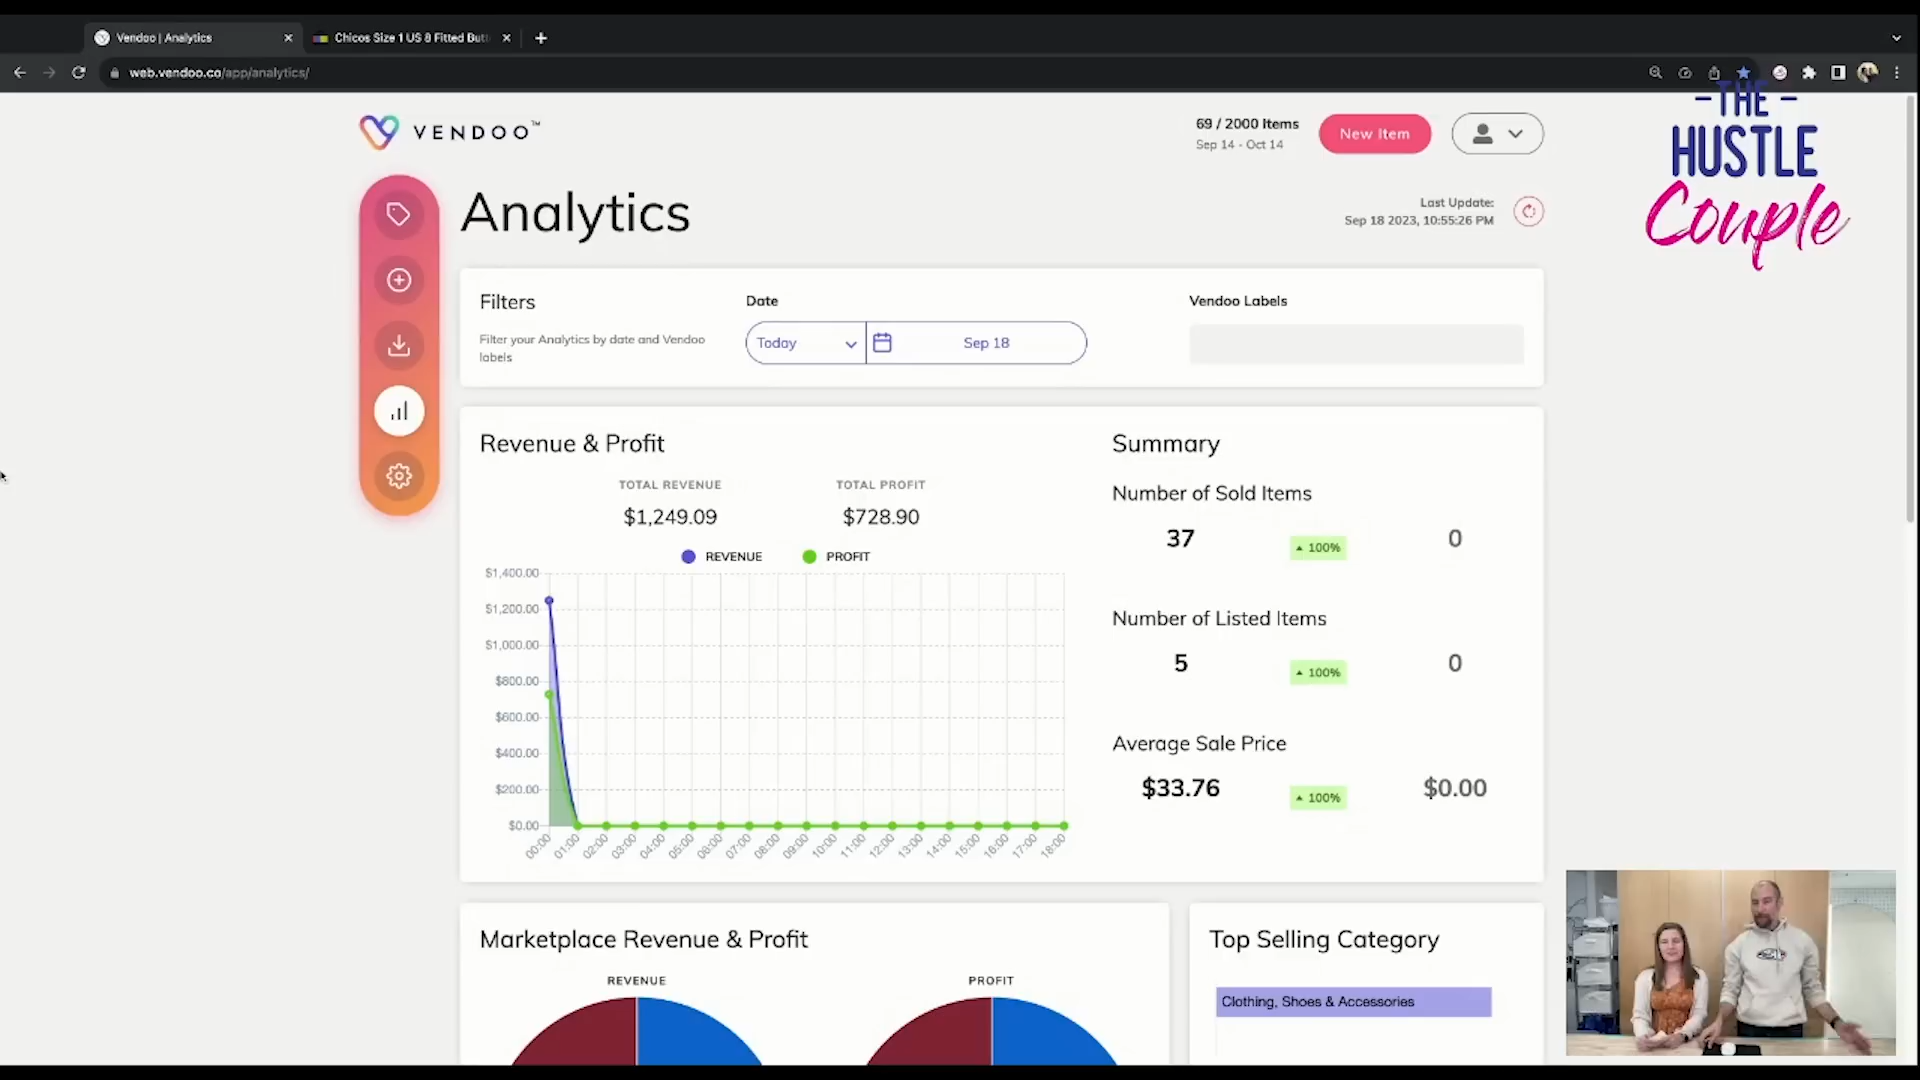 Vendoo | Analytics
Chicos Size 1 US 8 Fitted But
web.vendoo.co/app/analytics/
THE
HUSTLE
Couple
VENDOO™
69 / 2000 Items
Sep 14 - Oct 14
New Item
Analytics
Last Update:
Sep 18 2023, 10:55:26 PM
Filters
Filter your Analytics by date and Vendoo
labels
Date
Today
Sep 18
Vendoo Labels
Revenue & Profit
TOTAL REVENUE
$1,249.09
TOTAL PROFIT
$728.90
REVENUE
PROFIT
$1,400.00
$1,200.00
$1,000.00
$800.00
$600.00
$400.00
$200.00
$0.00
00:00 01:00 02:00 03:00 04:00 05:00 06:00 07:00 08:00 09:00 10:00 11:00 12:00 13:00 14:00 15:00 16:00 17:00 18:00
Summary
Number of Sold Items
37
100%
0
Number of Listed Items
5
100%
0
Average Sale Price
$33.76
100%
$0.00
Marketplace Revenue & Profit
REVENUE
PROFIT
Top Selling Category
Clothing, Shoes & Accessories